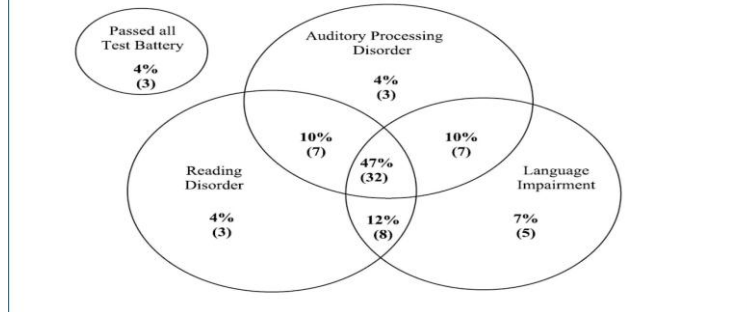 Passed all
Test Battery
4%
(3)
Auditory Processing
Disorder
4%
(3)
10%
(7)
10%
(7)
47%
(32)
Reading
Disorder
4%
(3)
Language
Impairment
7%
(5)
12%
(8)